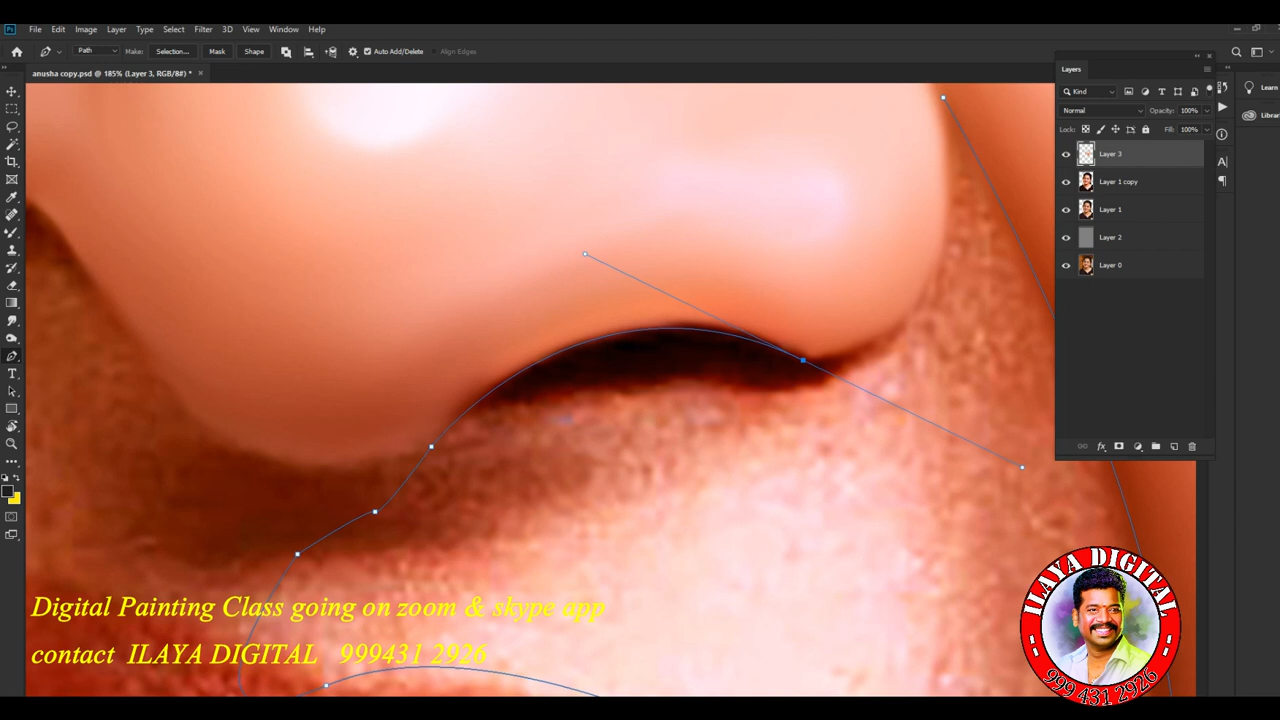 File Edit Image Layer Type Select Filter 3D View Window Help
Path Make: Selection... Mask Shape Auto Add/Delete Align Edges
anusha copy.psd @ 185% (Layer 3, RGB/8#) *
Layers
Kind
Normal Opacity: 100%
Lock: Fill: 100%
Layer 3
Layer 1 copy
Layer 1
Layer 2
Layer 0
Learn
Librar
Digital Painting Class going on zoom & skype app
contact ILAYA DIGITAL 999431 2926
ILAYA DIGITAL
999 431 2926